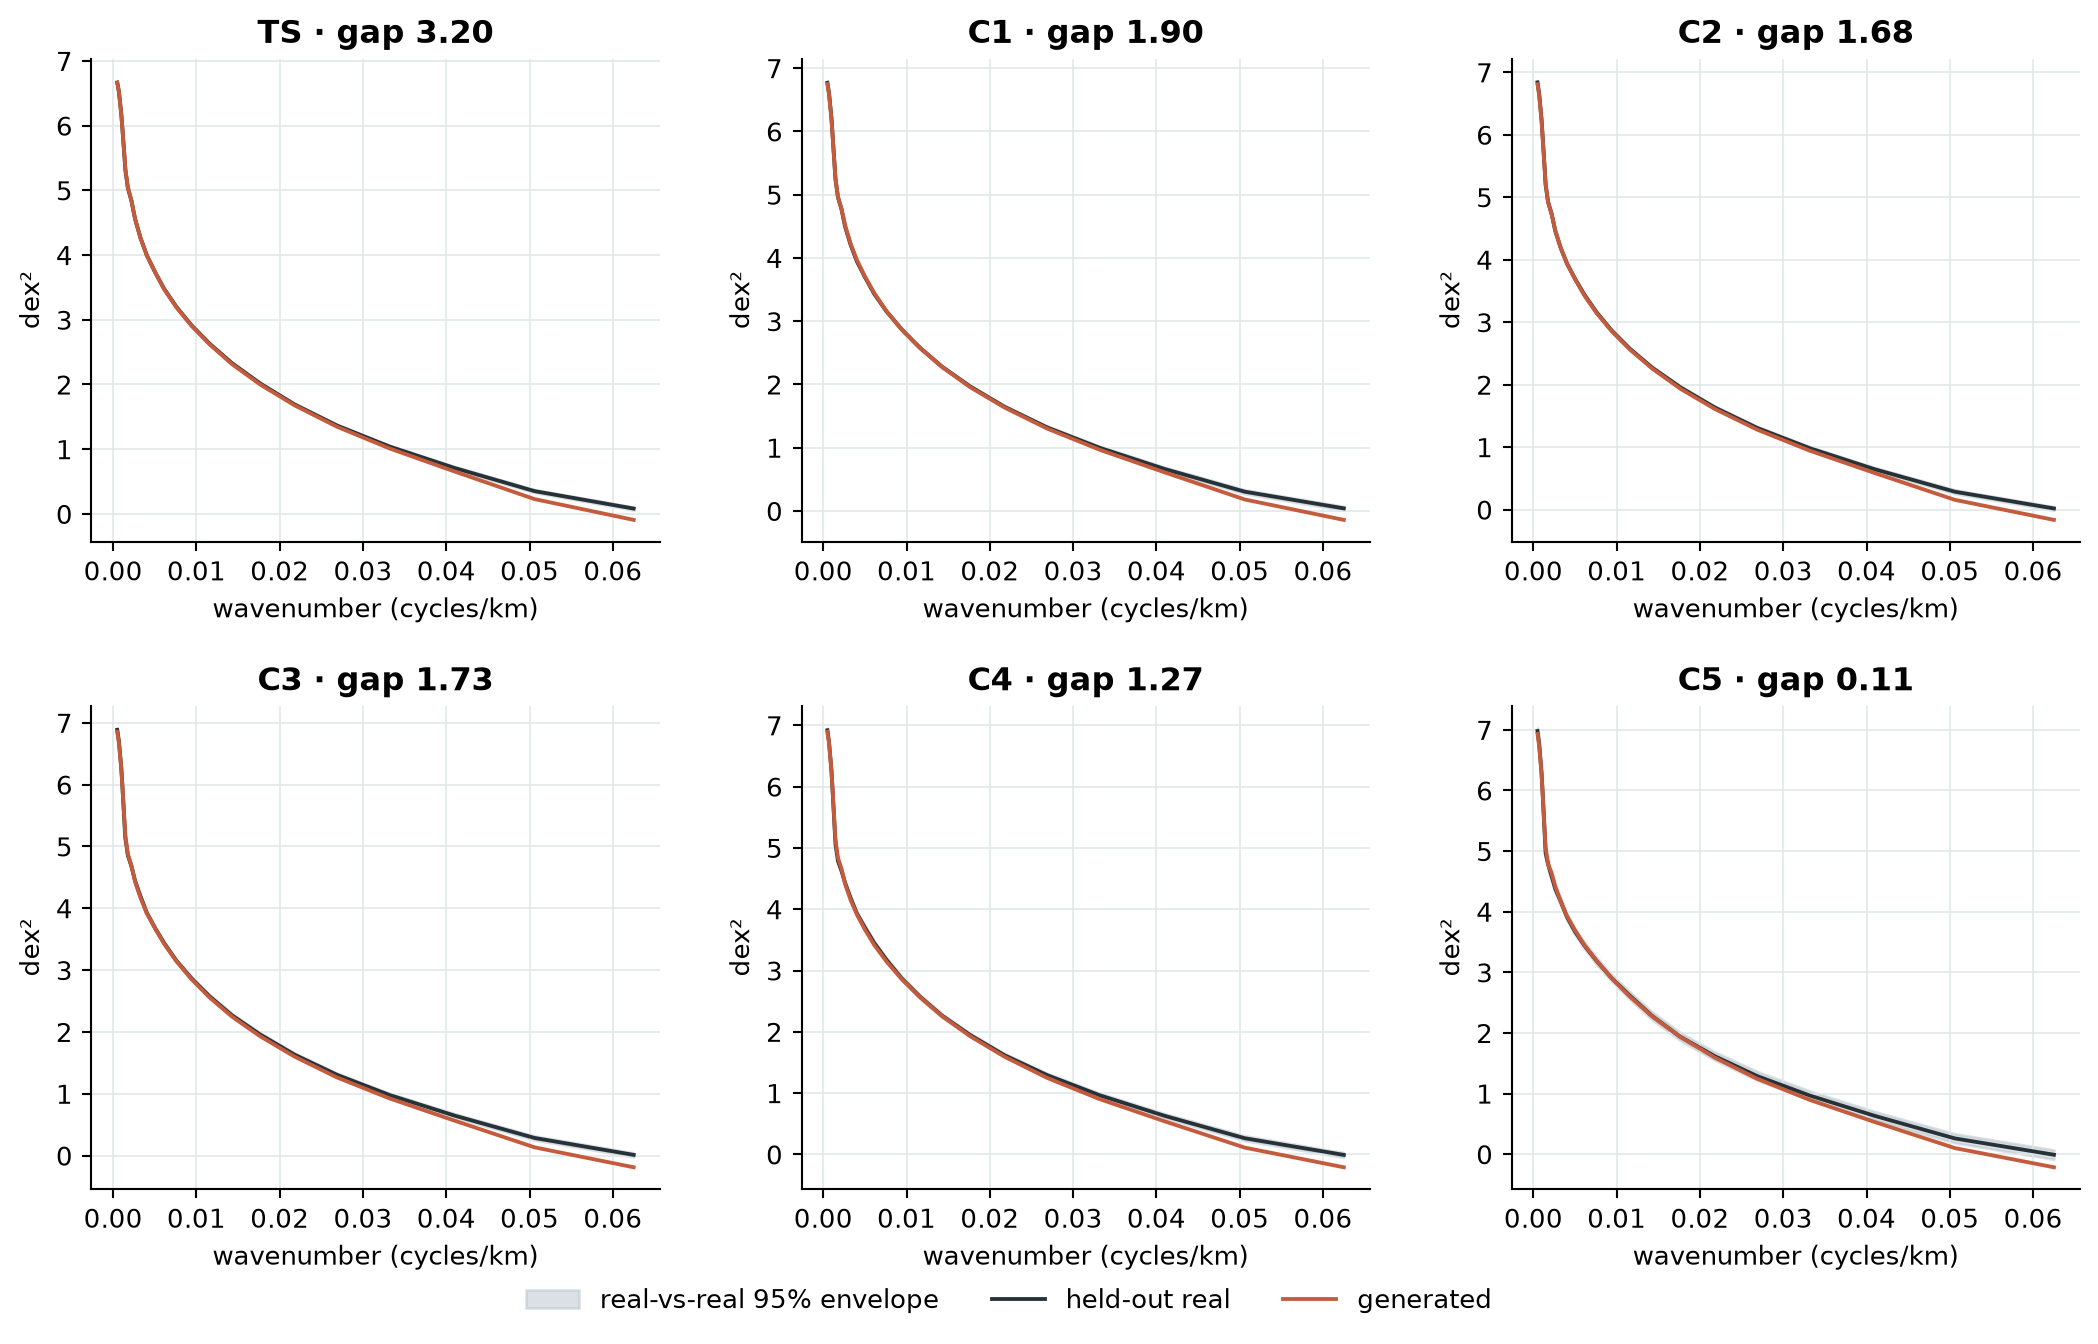 TS · gap 3.20
C1 · gap 1.90
C2 · gap 1.68
7
6
5
4
3
2
1
0
dex²
0.00 0.01 0.02 0.03 0.04 0.05 0.06
wavenumber (cycles/km)
7
6
5
4
3
2
1
0
dex²
0.00 0.01 0.02 0.03 0.04 0.05 0.06
wavenumber (cycles/km)
7
6
5
4
3
2
1
0
dex²
0.00 0.01 0.02 0.03 0.04 0.05 0.06
wavenumber (cycles/km)
C3 · gap 1.73
C4 · gap 1.27
C5 · gap 0.11
7
6
5
4
3
2
1
0
dex²
0.00 0.01 0.02 0.03 0.04 0.05 0.06
wavenumber (cycles/km)
7
6
5
4
3
2
1
0
dex²
0.00 0.01 0.02 0.03 0.04 0.05 0.06
wavenumber (cycles/km)
7
6
5
4
3
2
1
0
dex²
0.00 0.01 0.02 0.03 0.04 0.05 0.06
wavenumber (cycles/km)
real-vs-real 95% envelope
held-out real
generated